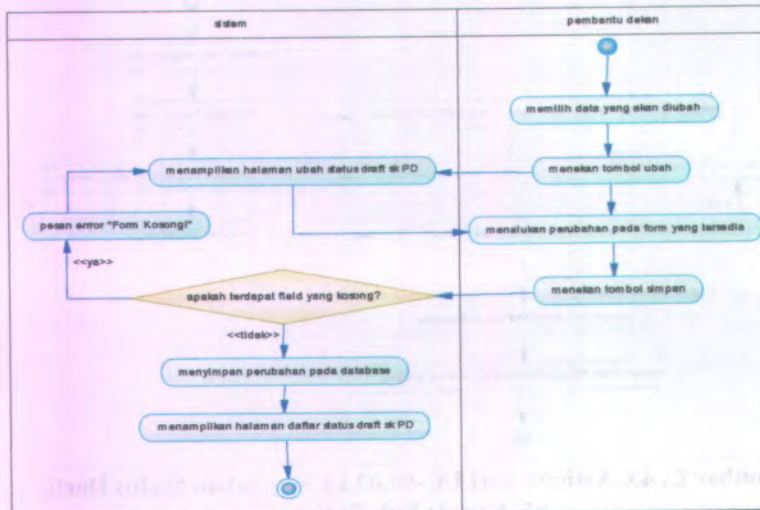 sistem
pembantu dekan
memilih data yang akan diubah
menampilkan halaman ubah status draft sk PD
menekan tombol ubah
pesan error "Form Kosong!"
menalukan perubahan pada form yang tersedia
<<ya>>
apakah terdapat field yang kosong?
menekan tombol simpan
<<tidak>>
menyimpan perubahan pada database
menampilkan halaman daftar status draft sk PD